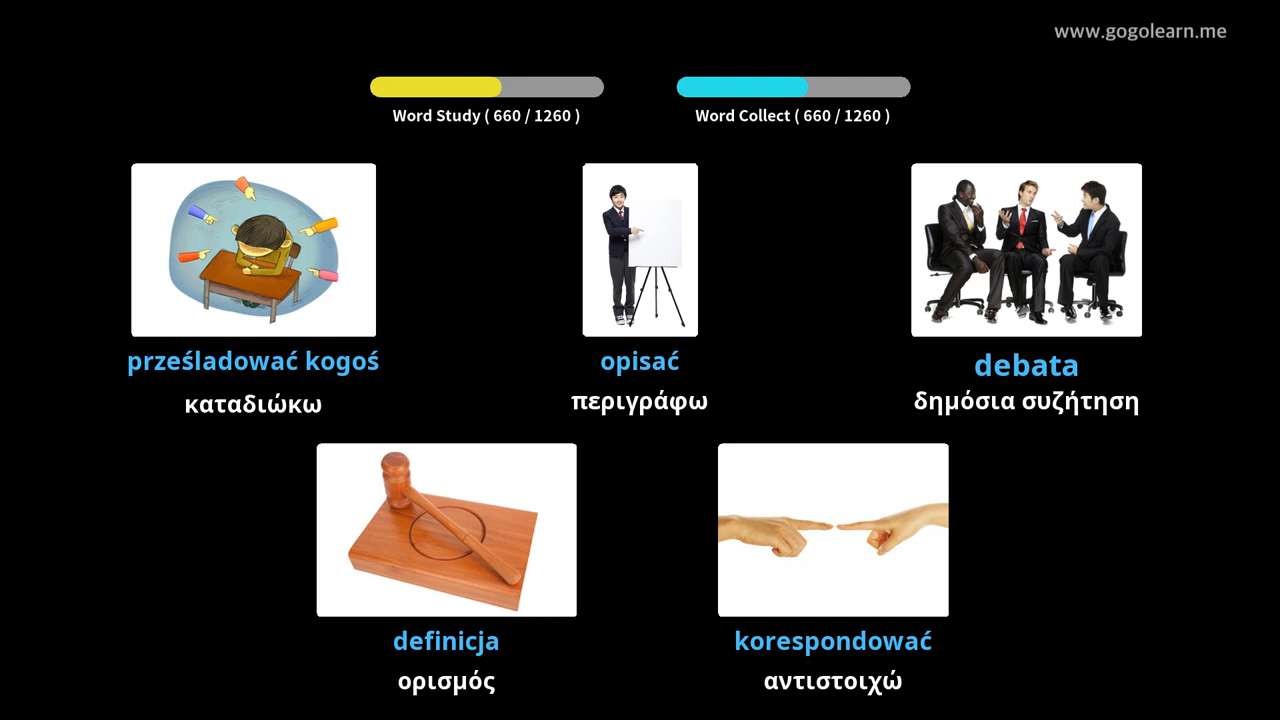 www.gogolearn.me
Word Study ( 660 / 1260 )
Word Collect ( 660 / 1260 )
prześladować kogoś
καταδιώκω
opisać
περιγράφω
debata
δημόσια συζήτηση
definicja
ορισμός
korespondować
αντιστοιχώ